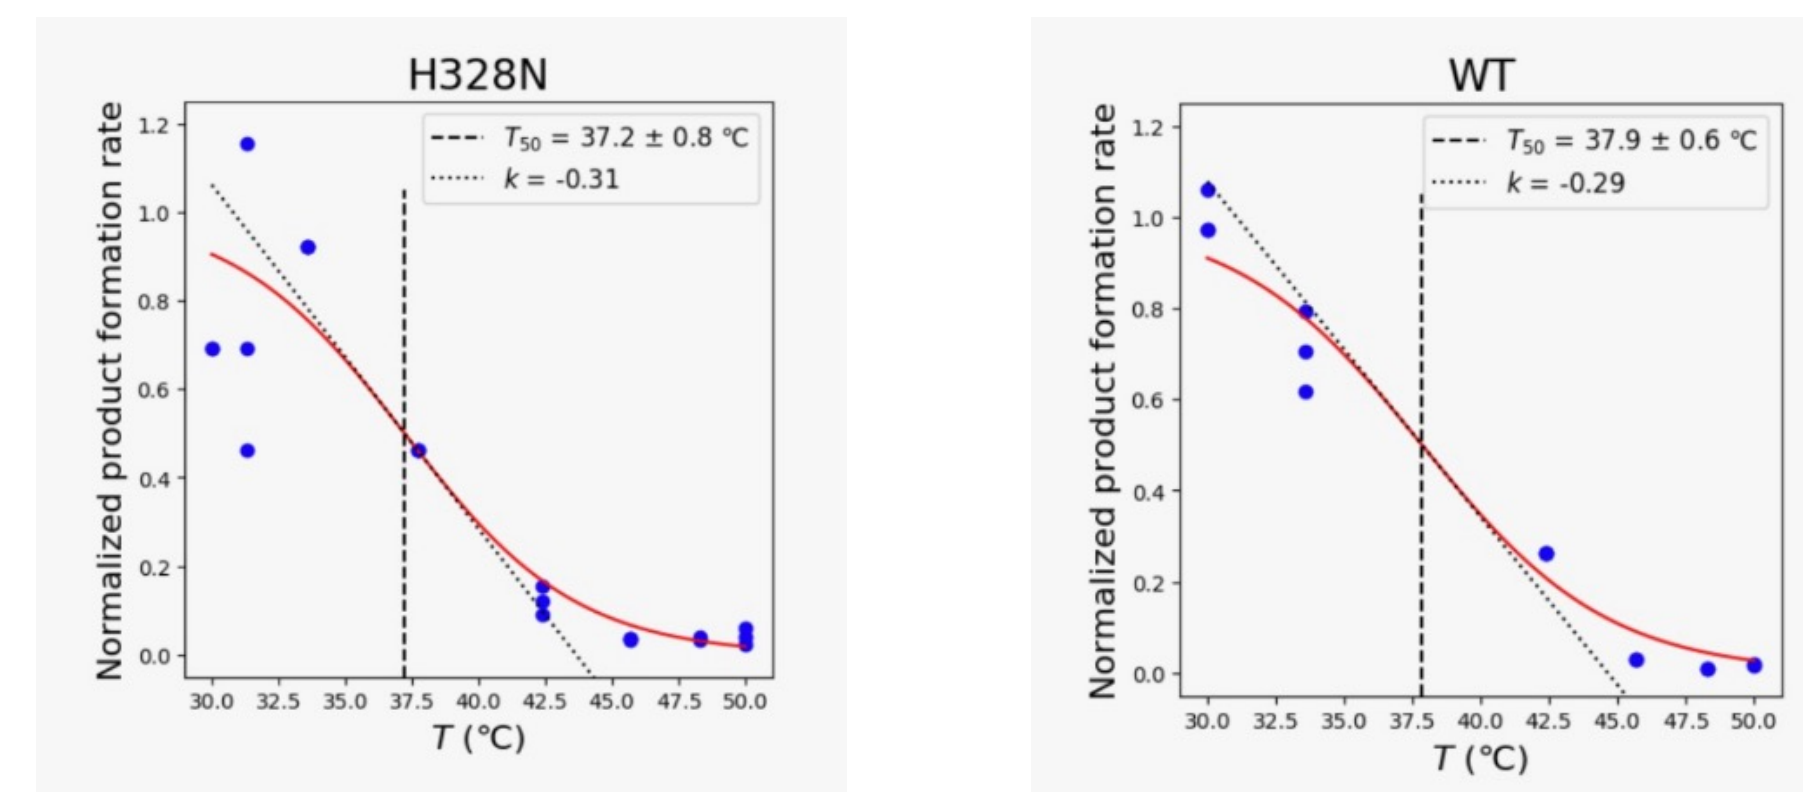 H328N
Normalized product formation rate
1.2
1.0
0.8
0.6
0.4
0.2
0.0
T₅₀ = 37.2 ± 0.8 °C
k = -0.31
30.0 32.5 35.0 37.5 40.0 42.5 45.0 47.5 50.0
T (°C)
WT
Normalized product formation rate
1.2
1.0
0.8
0.6
0.4
0.2
0.0
T₅₀ = 37.9 ± 0.6 °C
k = -0.29
30.0 32.5 35.0 37.5 40.0 42.5 45.0 47.5 50.0
T (°C)